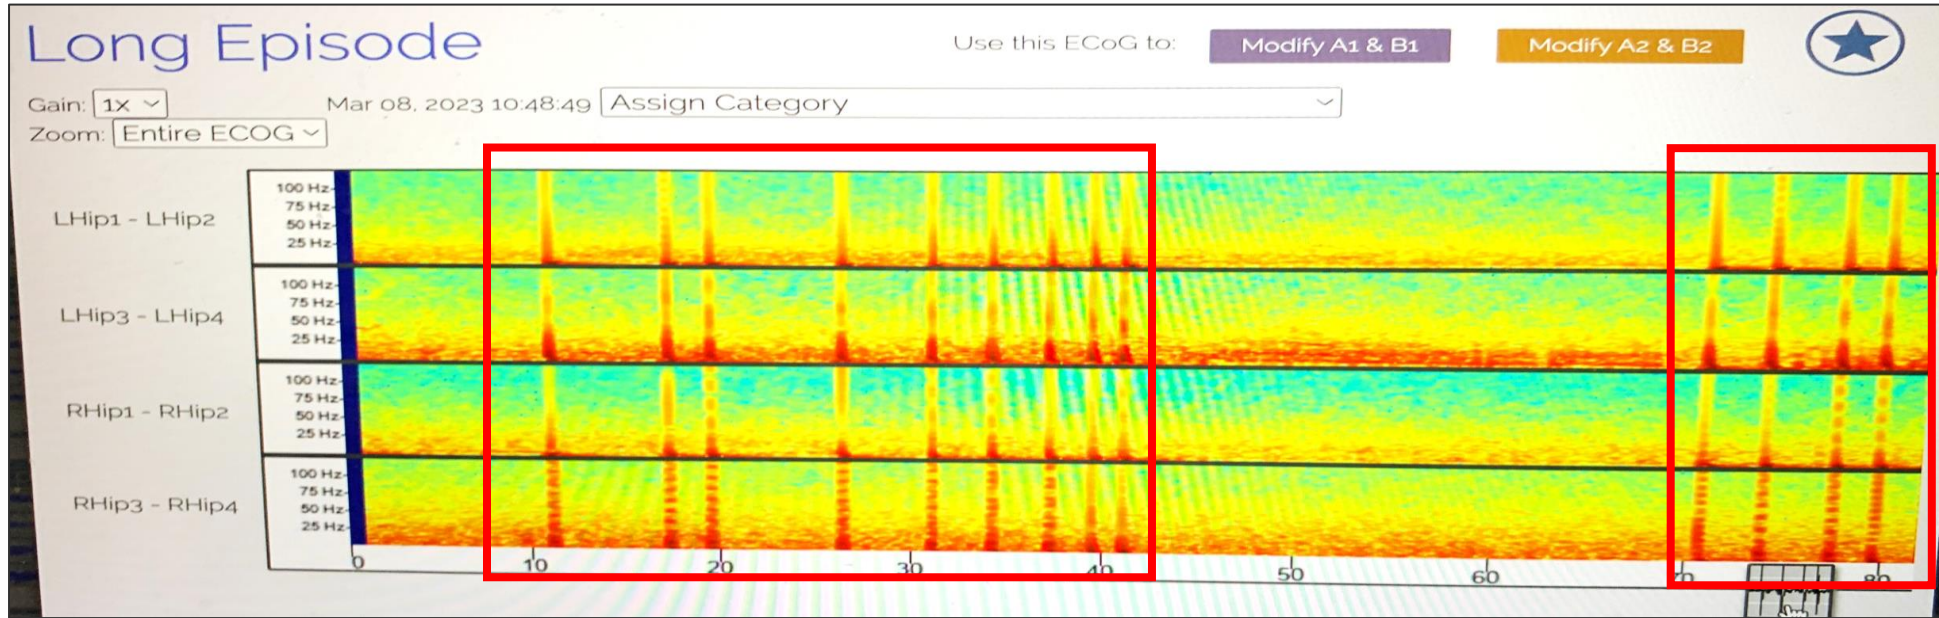 Long Episode
Use this ECoG to: Modify A1 & B1 Modify A2 & B2
Gain: 1x Mar 08, 2023 10:48:49 Assign Category
Zoom: Entire ECOG
LHip1 - LHip2
100 Hz
75 Hz
50 Hz
25 Hz
LHip3 - LHip4
100 Hz
75 Hz
50 Hz
25 Hz
RHip1 - RHip2
100 Hz
75 Hz
50 Hz
25 Hz
RHip3 - RHip4
100 Hz
75 Hz
50 Hz
25 Hz
0 10 20 30 40 50 60 70 80